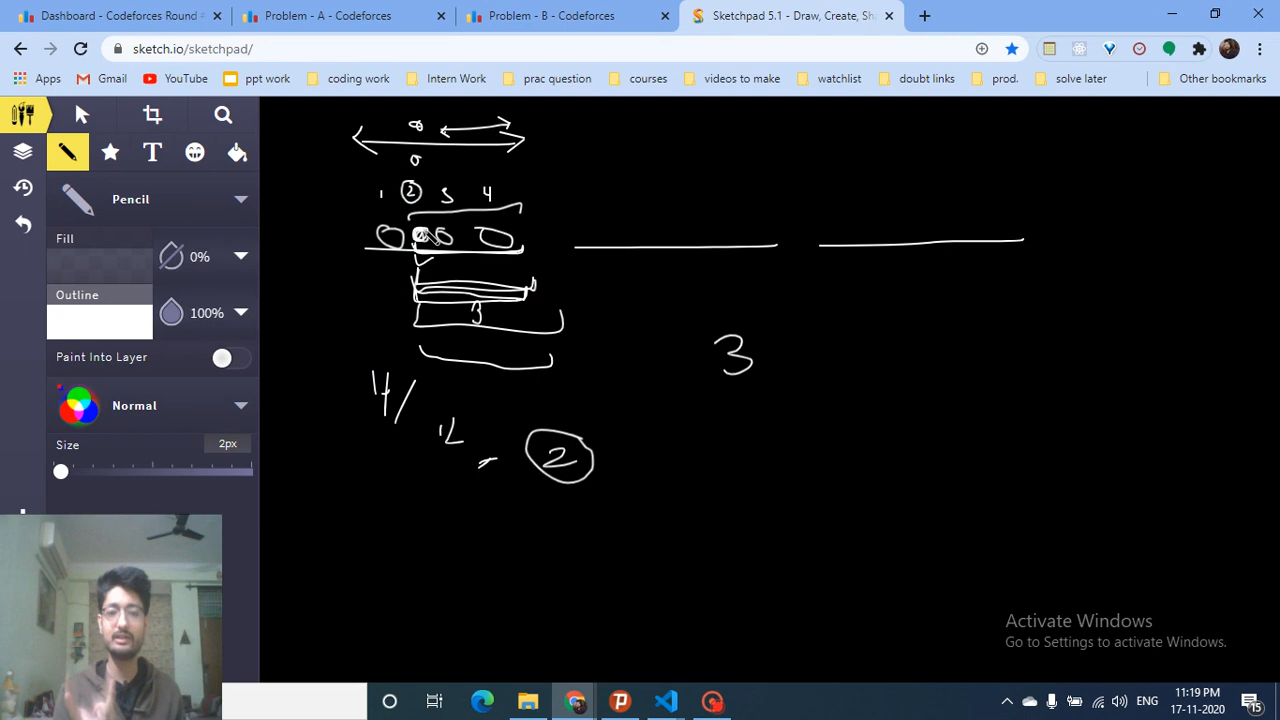 Dashboard - Codeforces Round
Problem - A - Codeforces
Problem - B - Codeforces
Sketchpad 5.1 - Draw, Create, Sha
sketch.io/sketchpad/
Apps
Gmail
YouTube
ppt work
coding work
Intern Work
prac question
courses
videos to make
watchlist
doubt links
prod.
solve later
Other bookmarks
Pencil
Fill
0%
Outline
100%
Paint Into Layer
Normal
Size
2px
1 2 3 4
3
3
4/
2
Activate Windows
Go to Settings to activate Windows.
ENG
11:19 PM
17-11-2020
15